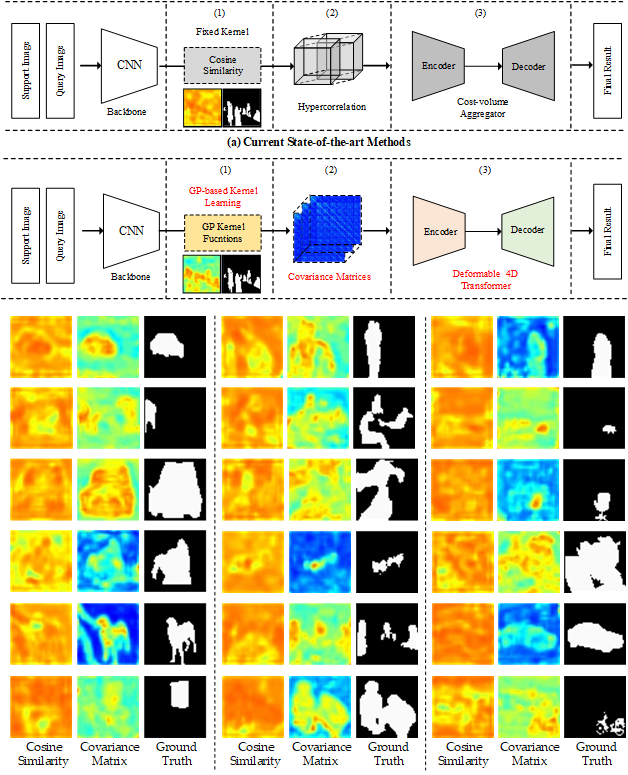 (1)
(2)
(3)
Support Image
Query Image
CNN
Backbone
Fixed Kernel
Cosine
Similarity
Hypercorrelation
Encoder
Decoder
Cost-volume
Aggregator
Final Result
(a) Current State-of-the-art Methods
(1)
(2)
(3)
Support Image
Query Image
CNN
Backbone
GP-based Kernel
Learning
GP Kernel
Fucntions
Covariance Matrices
Encoder
Decoder
Deformable 4D
Transformer
Final Result
Cosine
Similarity
Covariance
Matrix
Ground
Truth
Cosine
Similarity
Covariance
Matrix
Ground
Truth
Cosine
Similarity
Covariance
Matrix
Ground
Truth